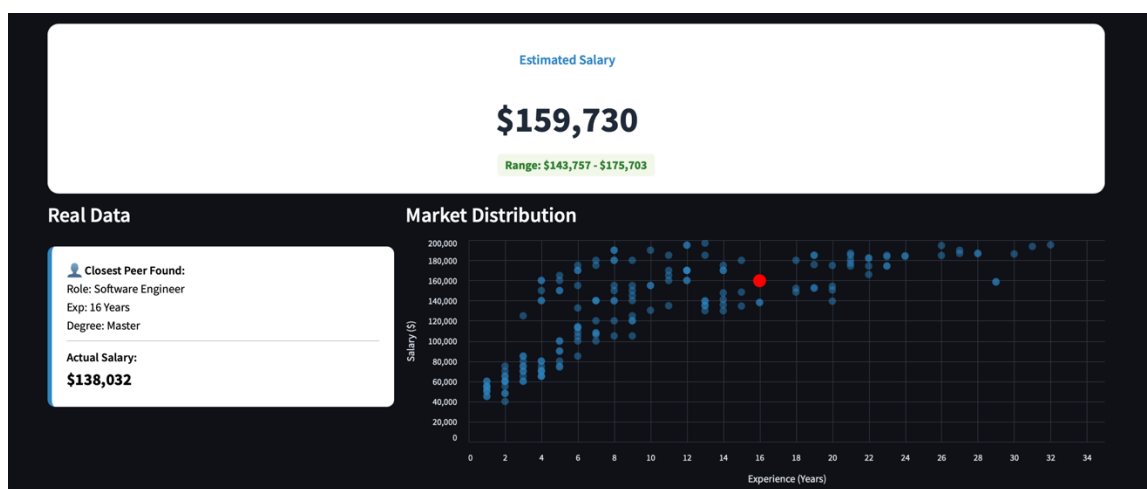 Estimated Salary
$159,730
Range: $143,757 - $175,703
Real Data
👤 Closest Peer Found:
Role: Software Engineer
Exp: 16 Years
Degree: Master
Actual Salary:
$138,032
Market Distribution
Salary ($)
200,000
180,000
160,000
140,000
120,000
100,000
80,000
60,000
40,000
20,000
0
0 2 4 6 8 10 12 14 16 18 20 22 24 26 28 30 32 34
Experience (Years)